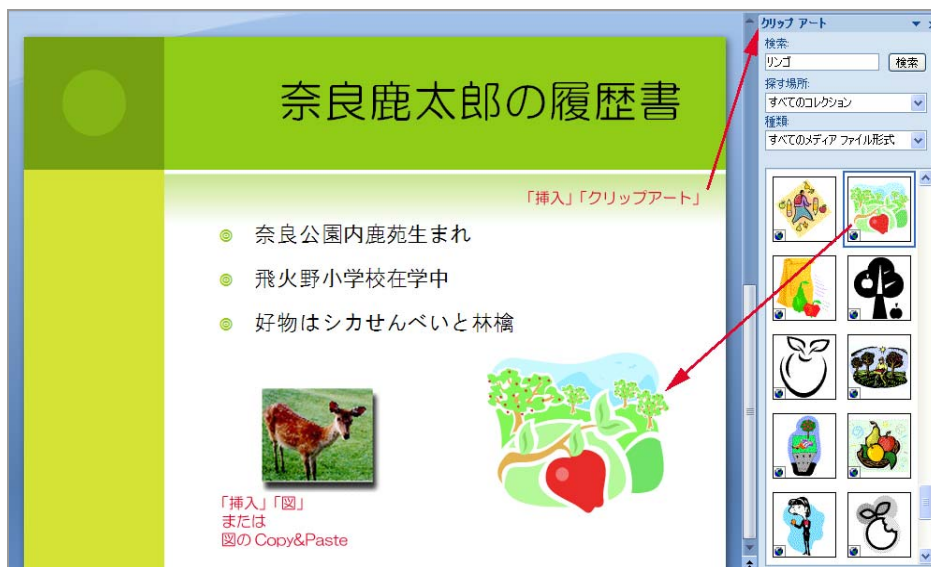 奈良鹿太郎の履歴書
「挿入」「クリップアート」
奈良公園内鹿苑生まれ
飛火野小学校在学中
好物はシカせんべいと林檎
「挿入」「図」
または
図の Copy&Paste
クリップ アート
検索:
リンゴ
検索
探す場所:
すべてのコレクション
種類:
すべてのメディア ファイル形式